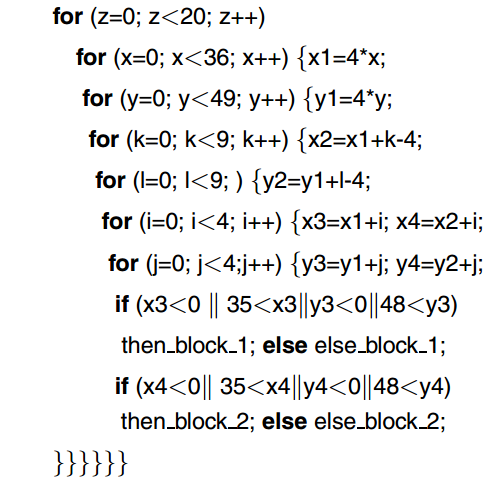 for (z=0; z<20; z++)
for (x=0; x<36; x++) {x1=4*x;
for (y=0; y<49; y++) {y1=4*y;
for (k=0; k<9; k++) {x2=x1+k-4;
for (l=0; l<9; ) {y2=y1+l-4;
for (i=0; i<4; i++) {x3=x1+i; x4=x2+i;
for (j=0; j<4;j++) {y3=y1+j; y4=y2+j;
if (x3<0 || 35<x3||y3<0||48<y3)
then_block_1; else else_block_1;
if (x4<0|| 35<x4||y4<0||48<y4)
then_block_2; else else_block_2;
}}}}}}